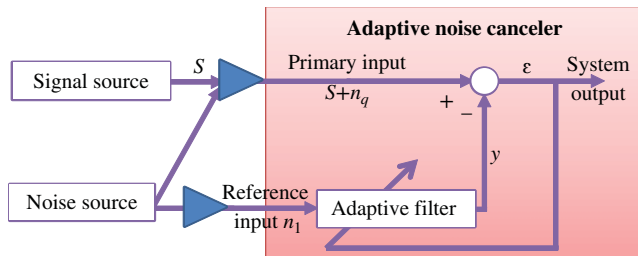 Adaptive noise canceler
Signal source
S
Primary input
S+n_q
+
−
ε
System
output
y
Noise source
Reference
input n_1
Adaptive filter